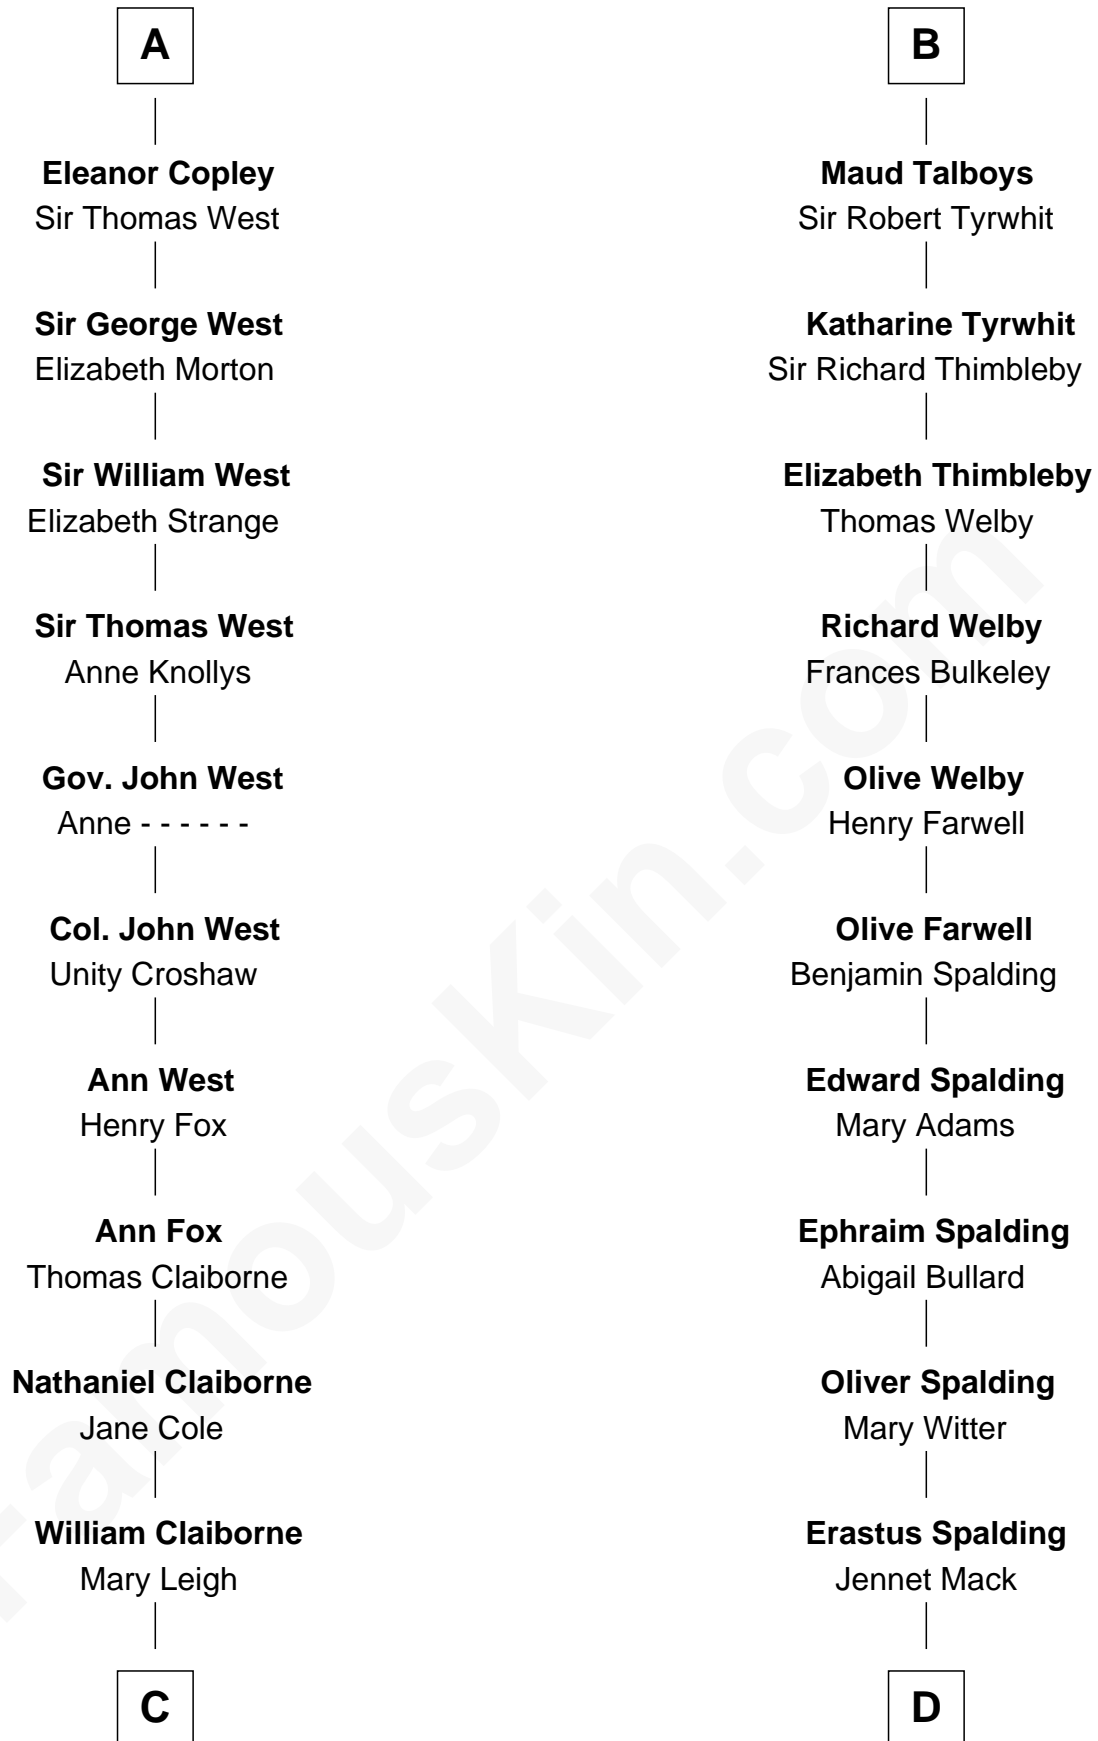 A
Eleanor Copley
Sir Thomas West
Sir George West
Elizabeth Morton
Sir William West
Elizabeth Strange
Sir Thomas West
Anne Knollys
Gov. John West
Anne - - - - - -
Col. John West
Unity Croshaw
Ann West
Henry Fox
Ann Fox
Thomas Claiborne
Nathaniel Claiborne
Jane Cole
William Claiborne
Mary Leigh
C
B
Maud Talboys
Sir Robert Tyrwhit
Katharine Tyrwhit
Sir Richard Thimbleby
Elizabeth Thimbleby
Thomas Welby
Richard Welby
Frances Bulkeley
Olive Welby
Henry Farwell
Olive Farwell
Benjamin Spalding
Edward Spalding
Mary Adams
Ephraim Spalding
Abigail Bullard
Oliver Spalding
Mary Witter
Erastus Spalding
Jennet Mack
D
FamousKin.com